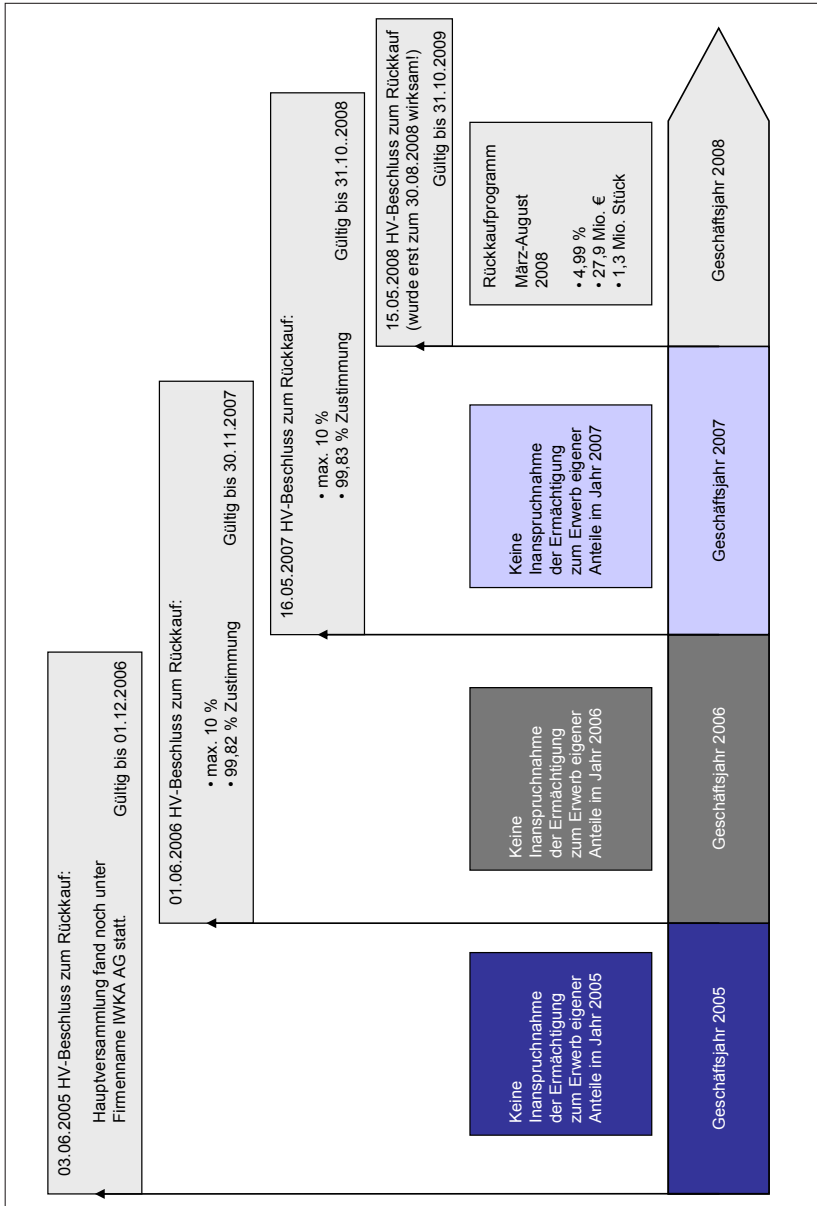 03.06.2005 HV-Beschluss zum Rückkauf:
Hauptversammlung fand noch unter
Firmenname IWKA AG statt.
Gültig bis 01.12.2006
01.06.2006 HV-Beschluss zum Rückkauf:
• max. 10 %
• 99,82 % Zustimmung
Gültig bis 30.11.2007
16.05.2007 HV-Beschluss zum Rückkauf:
• max. 10 %
• 99,83 % Zustimmung
Gültig bis 31.10..2008
15.05.2008 HV-Beschluss zum Rückkauf
(wurde erst zum 30.08.2008 wirksam!)
Gültig bis 31.10.2009
Keine
Inanspruchnahme
der Ermächtigung
zum Erwerb eigener
Anteile im Jahr 2005
Keine
Inanspruchnahme
der Ermächtigung
zum Erwerb eigener
Anteile im Jahr 2006
Keine
Inanspruchnahme
der Ermächtigung
zum Erwerb eigener
Anteile im Jahr 2007
Rückkaufprogramm
März-August
2008
• 4,99 %
• 27,9 Mio. €
• 1,3 Mio. Stück
Geschäftsjahr 2005
Geschäftsjahr 2006
Geschäftsjahr 2007
Geschäftsjahr 2008